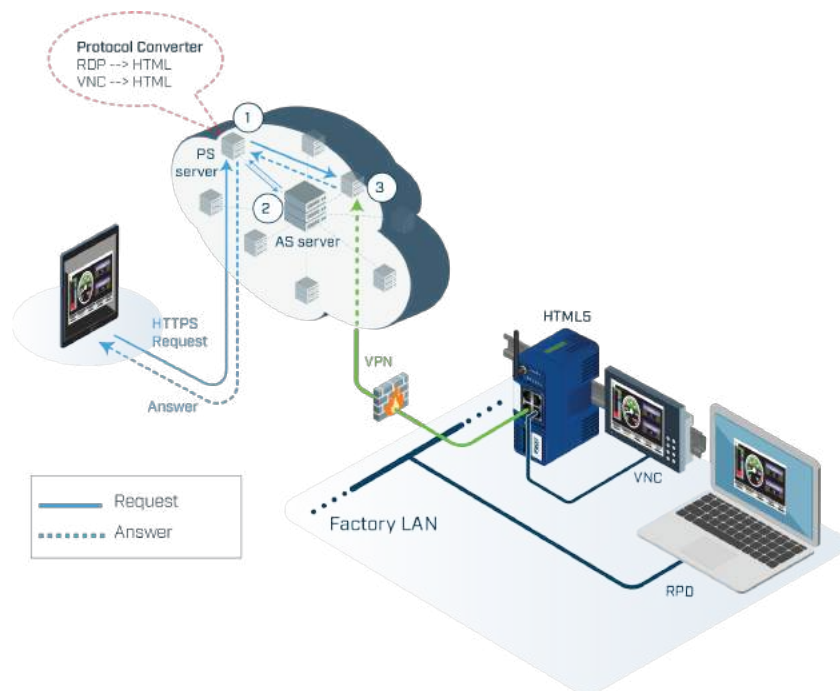 Protocol Converter
RDP --> HTML
VNC --> HTML
1
PS
server
3
2
AS server
HTTPS
Request
Answer
VPN
HTML5
VNC
Factory LAN
RPD
Request
Answer